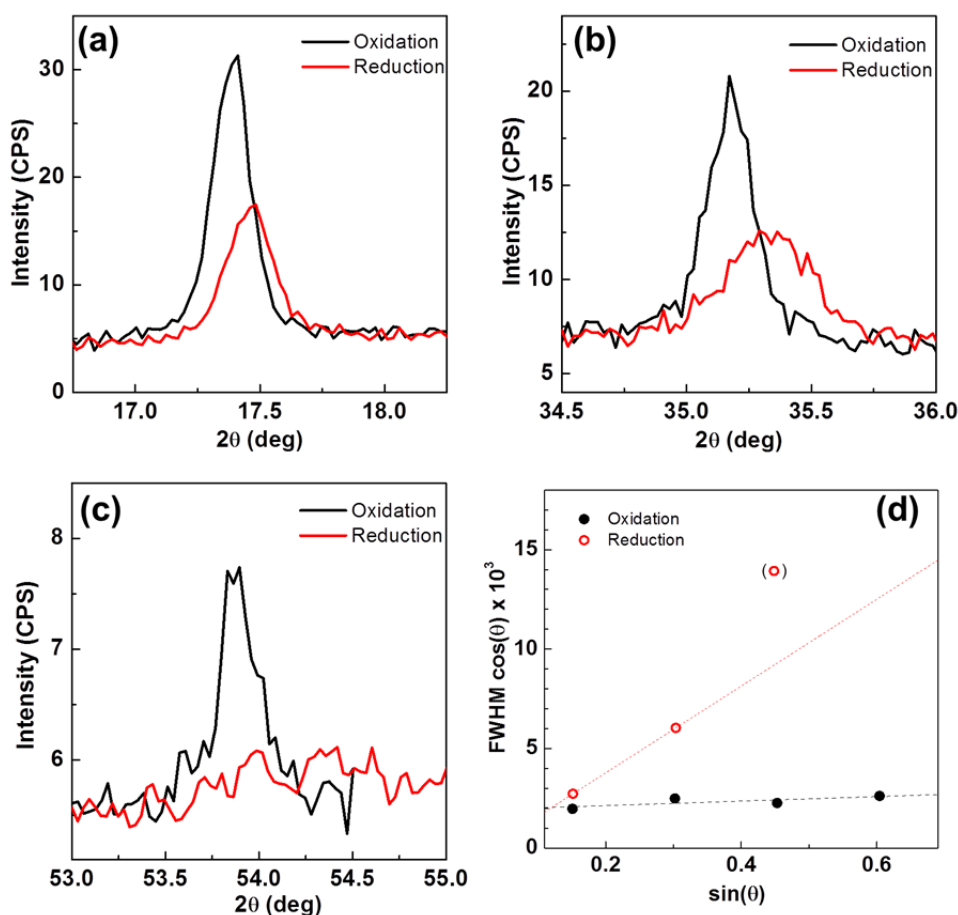 (a)
Oxidation
Reduction
30
20
10
0
Intensity (CPS)
17.0
17.5
18.0
2θ (deg)
(b)
Oxidation
Reduction
20
15
10
5
Intensity (CPS)
34.5
35.0
35.5
36.0
2θ (deg)
(c)
Oxidation
Reduction
8
7
6
Intensity (CPS)
53.0
53.5
54.0
54.5
55.0
2θ (deg)
(d)
Oxidation
Reduction
( )
15
10
5
0
FWHM cos(θ) x 10³
0.2
0.4
0.6
sin(θ)